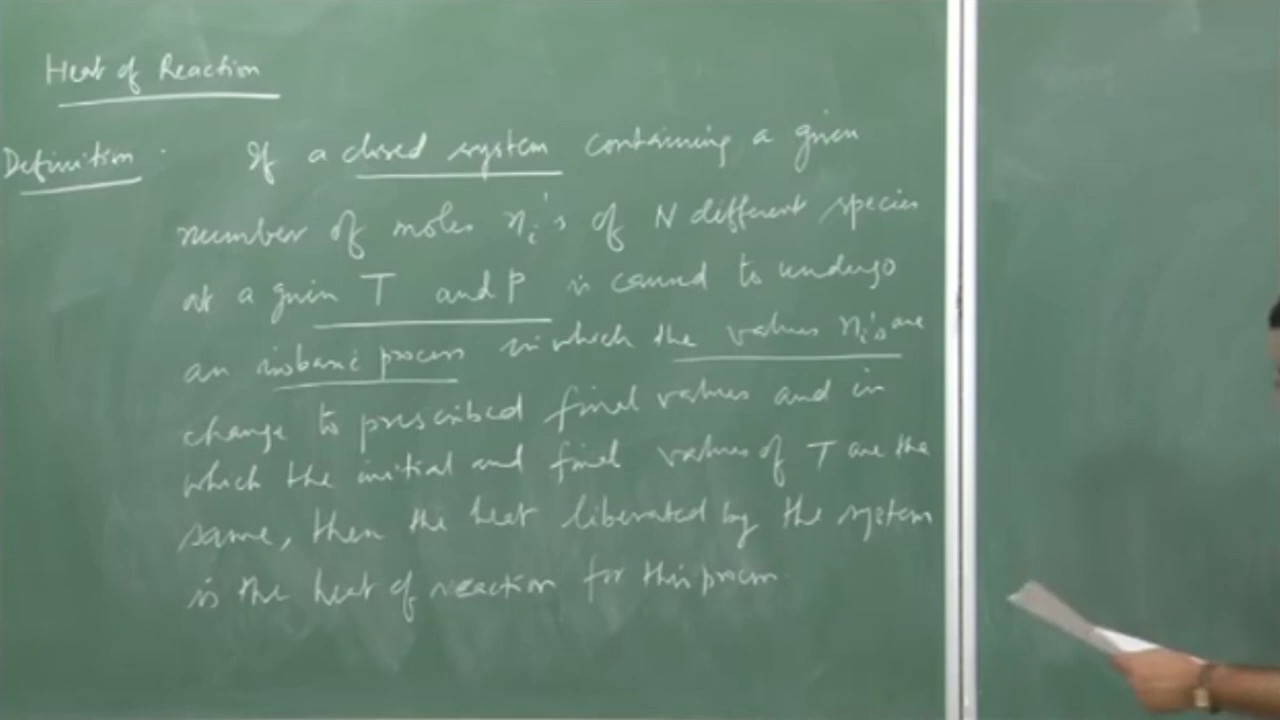 Heat of Reaction
Definition : If a closed system containing a given
number of moles ni's of N different species
at a given T and P is caused to undergo
an isobaric process in which the values ni's are
change to prescribed final values and in
which the initial and final values of T are the
same, then the heat liberated by the system
is the heat of reaction for this process.